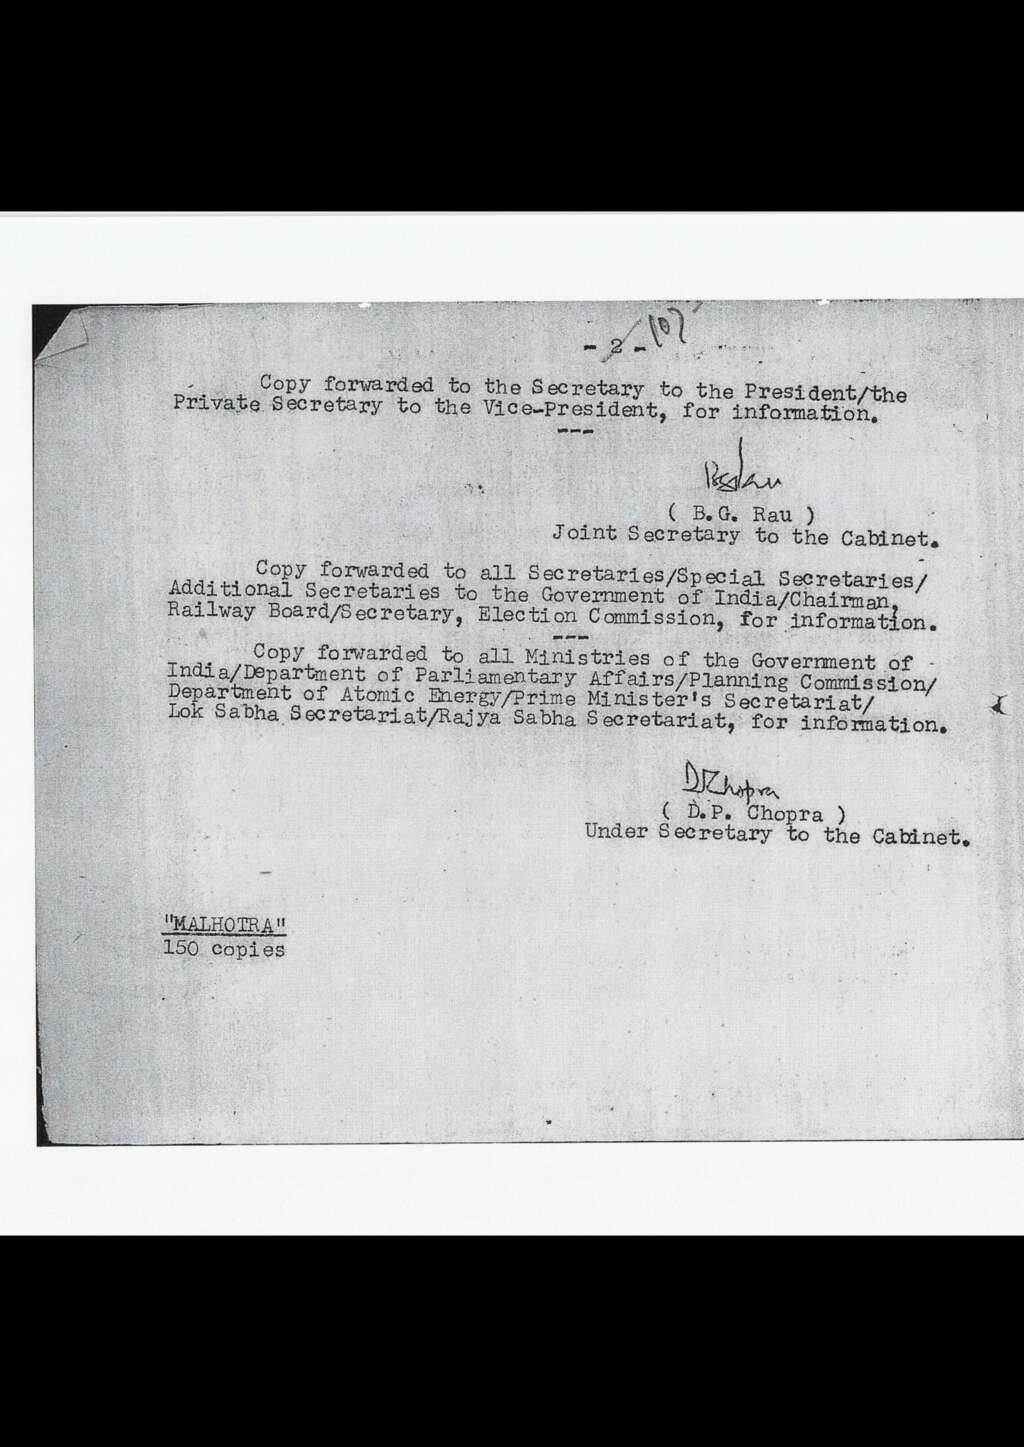 - 2 - 107
Copy forwarded to the Secretary to the President/the
Private Secretary to the Vice-President, for information.
---
( B.G. Rau )
Joint Secretary to the Cabinet.
Copy forwarded to all Secretaries/Special Secretaries/
Additional Secretaries to the Government of India/Chairman,
Railway Board/Secretary, Election Commission, for information.
---
Copy forwarded to all Ministries of the Government of
India/Department of Parliamentary Affairs/Planning Commission/
Department of Atomic Energy/Prime Minister's Secretariat/
Lok Sabha Secretariat/Rajya Sabha Secretariat, for information.
DPChopra
( D.P. Chopra )
Under Secretary to the Cabinet.
"MALHOTRA"
150 copies